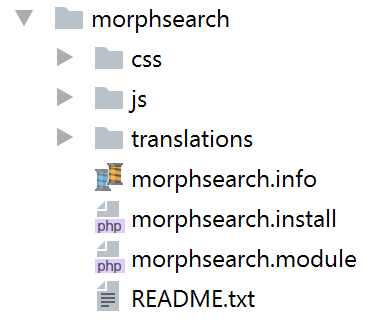 morphsearch
css
js
translations
morphsearch.info
php morphsearch.install
php morphsearch.module
README.txt